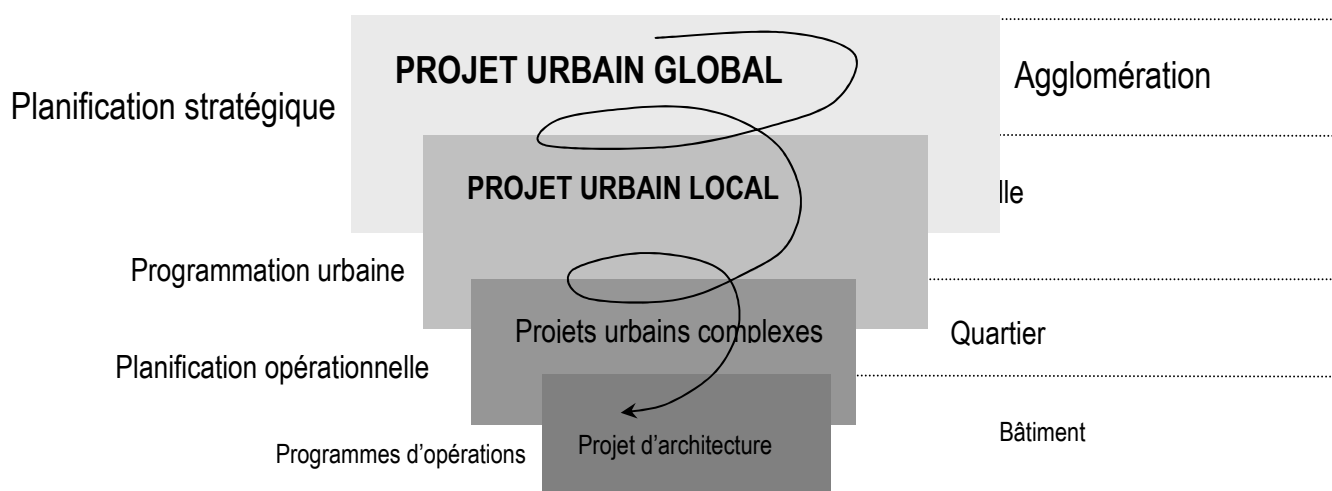 PROJET URBAIN GLOBAL
Agglomération
Planification stratégique
PROJET URBAIN LOCAL
lle
Programmation urbaine
Projets urbains complexes
Quartier
Planification opérationnelle
Bâtiment
Programmes d’opérations
Projet d’architecture